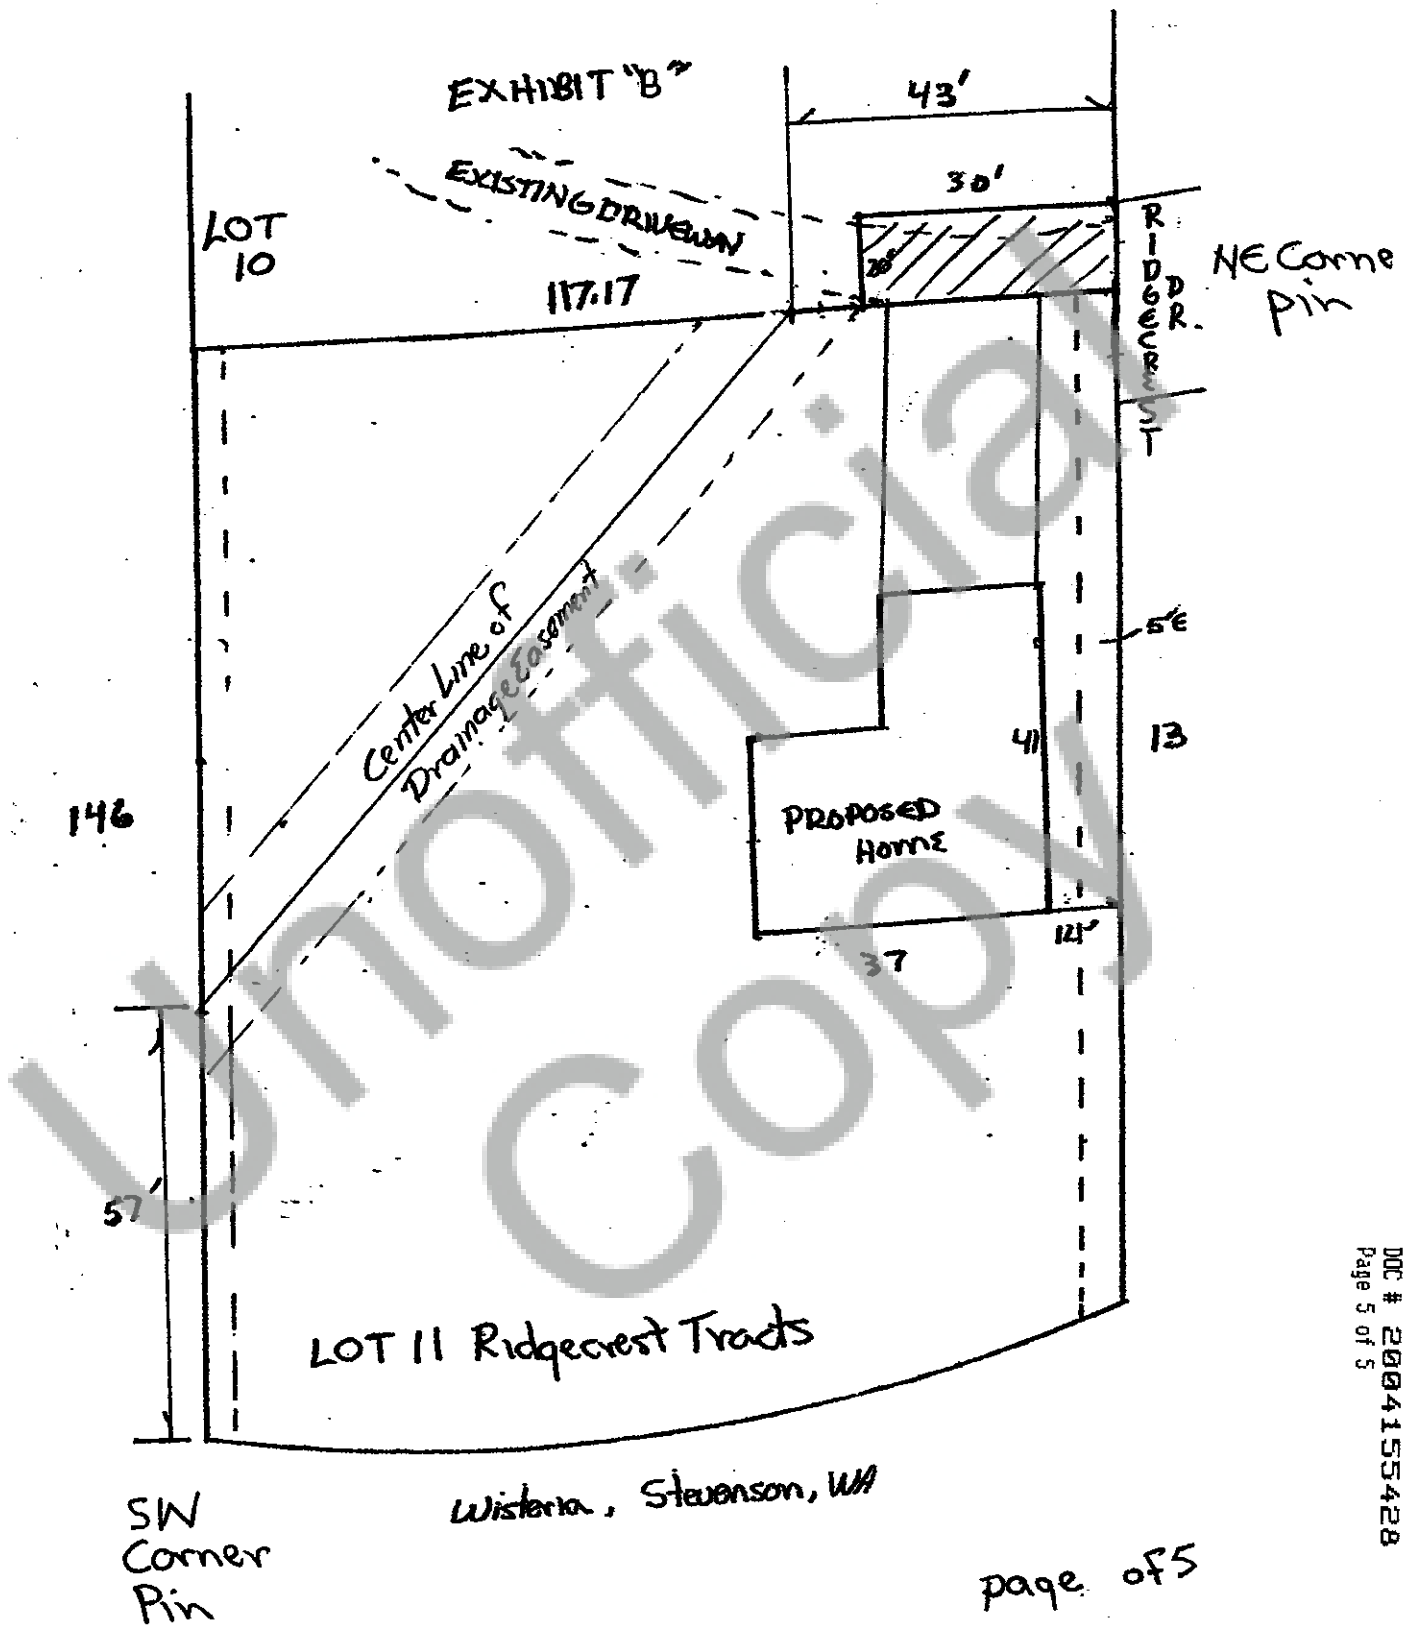 EXHIBIT "B"
43'
30'
EXISTING DRIVEWAY
LOT
10
20'
117.17
RIDGECREST
DR.
NE Corne
Pin
Center Line of
Drainage Easement
5'E
146
41
13
PROPOSED
Home
12'
37
57'
LOT 11 Ridgecrest Tracts
Wisteria, Stevenson, WA
SW
Corner
Pin
page of 5
DOC # 2004155428
Page 5 of 5
Unofficial
Copy